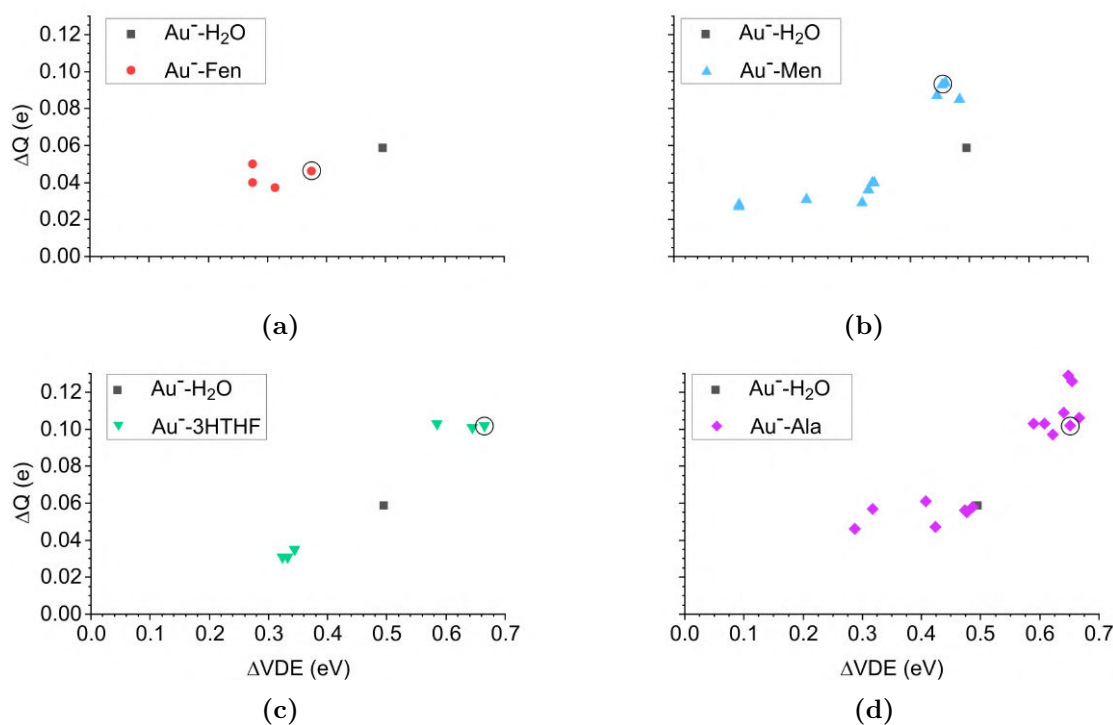 0.12
0.10
0.08
0.06
0.04
0.02
0.00
ΔQ (e)
Au⁻-H₂O
Au⁻-Fen
(a)
Au⁻-H₂O
Au⁻-Men
(b)
0.12
0.10
0.08
0.06
0.04
0.02
0.00
ΔQ (e)
Au⁻-H₂O
Au⁻-3HTHF
0.0 0.1 0.2 0.3 0.4 0.5 0.6 0.7
ΔVDE (eV)
(c)
Au⁻-H₂O
Au⁻-Ala
0.0 0.1 0.2 0.3 0.4 0.5 0.6 0.7
ΔVDE (eV)
(d)